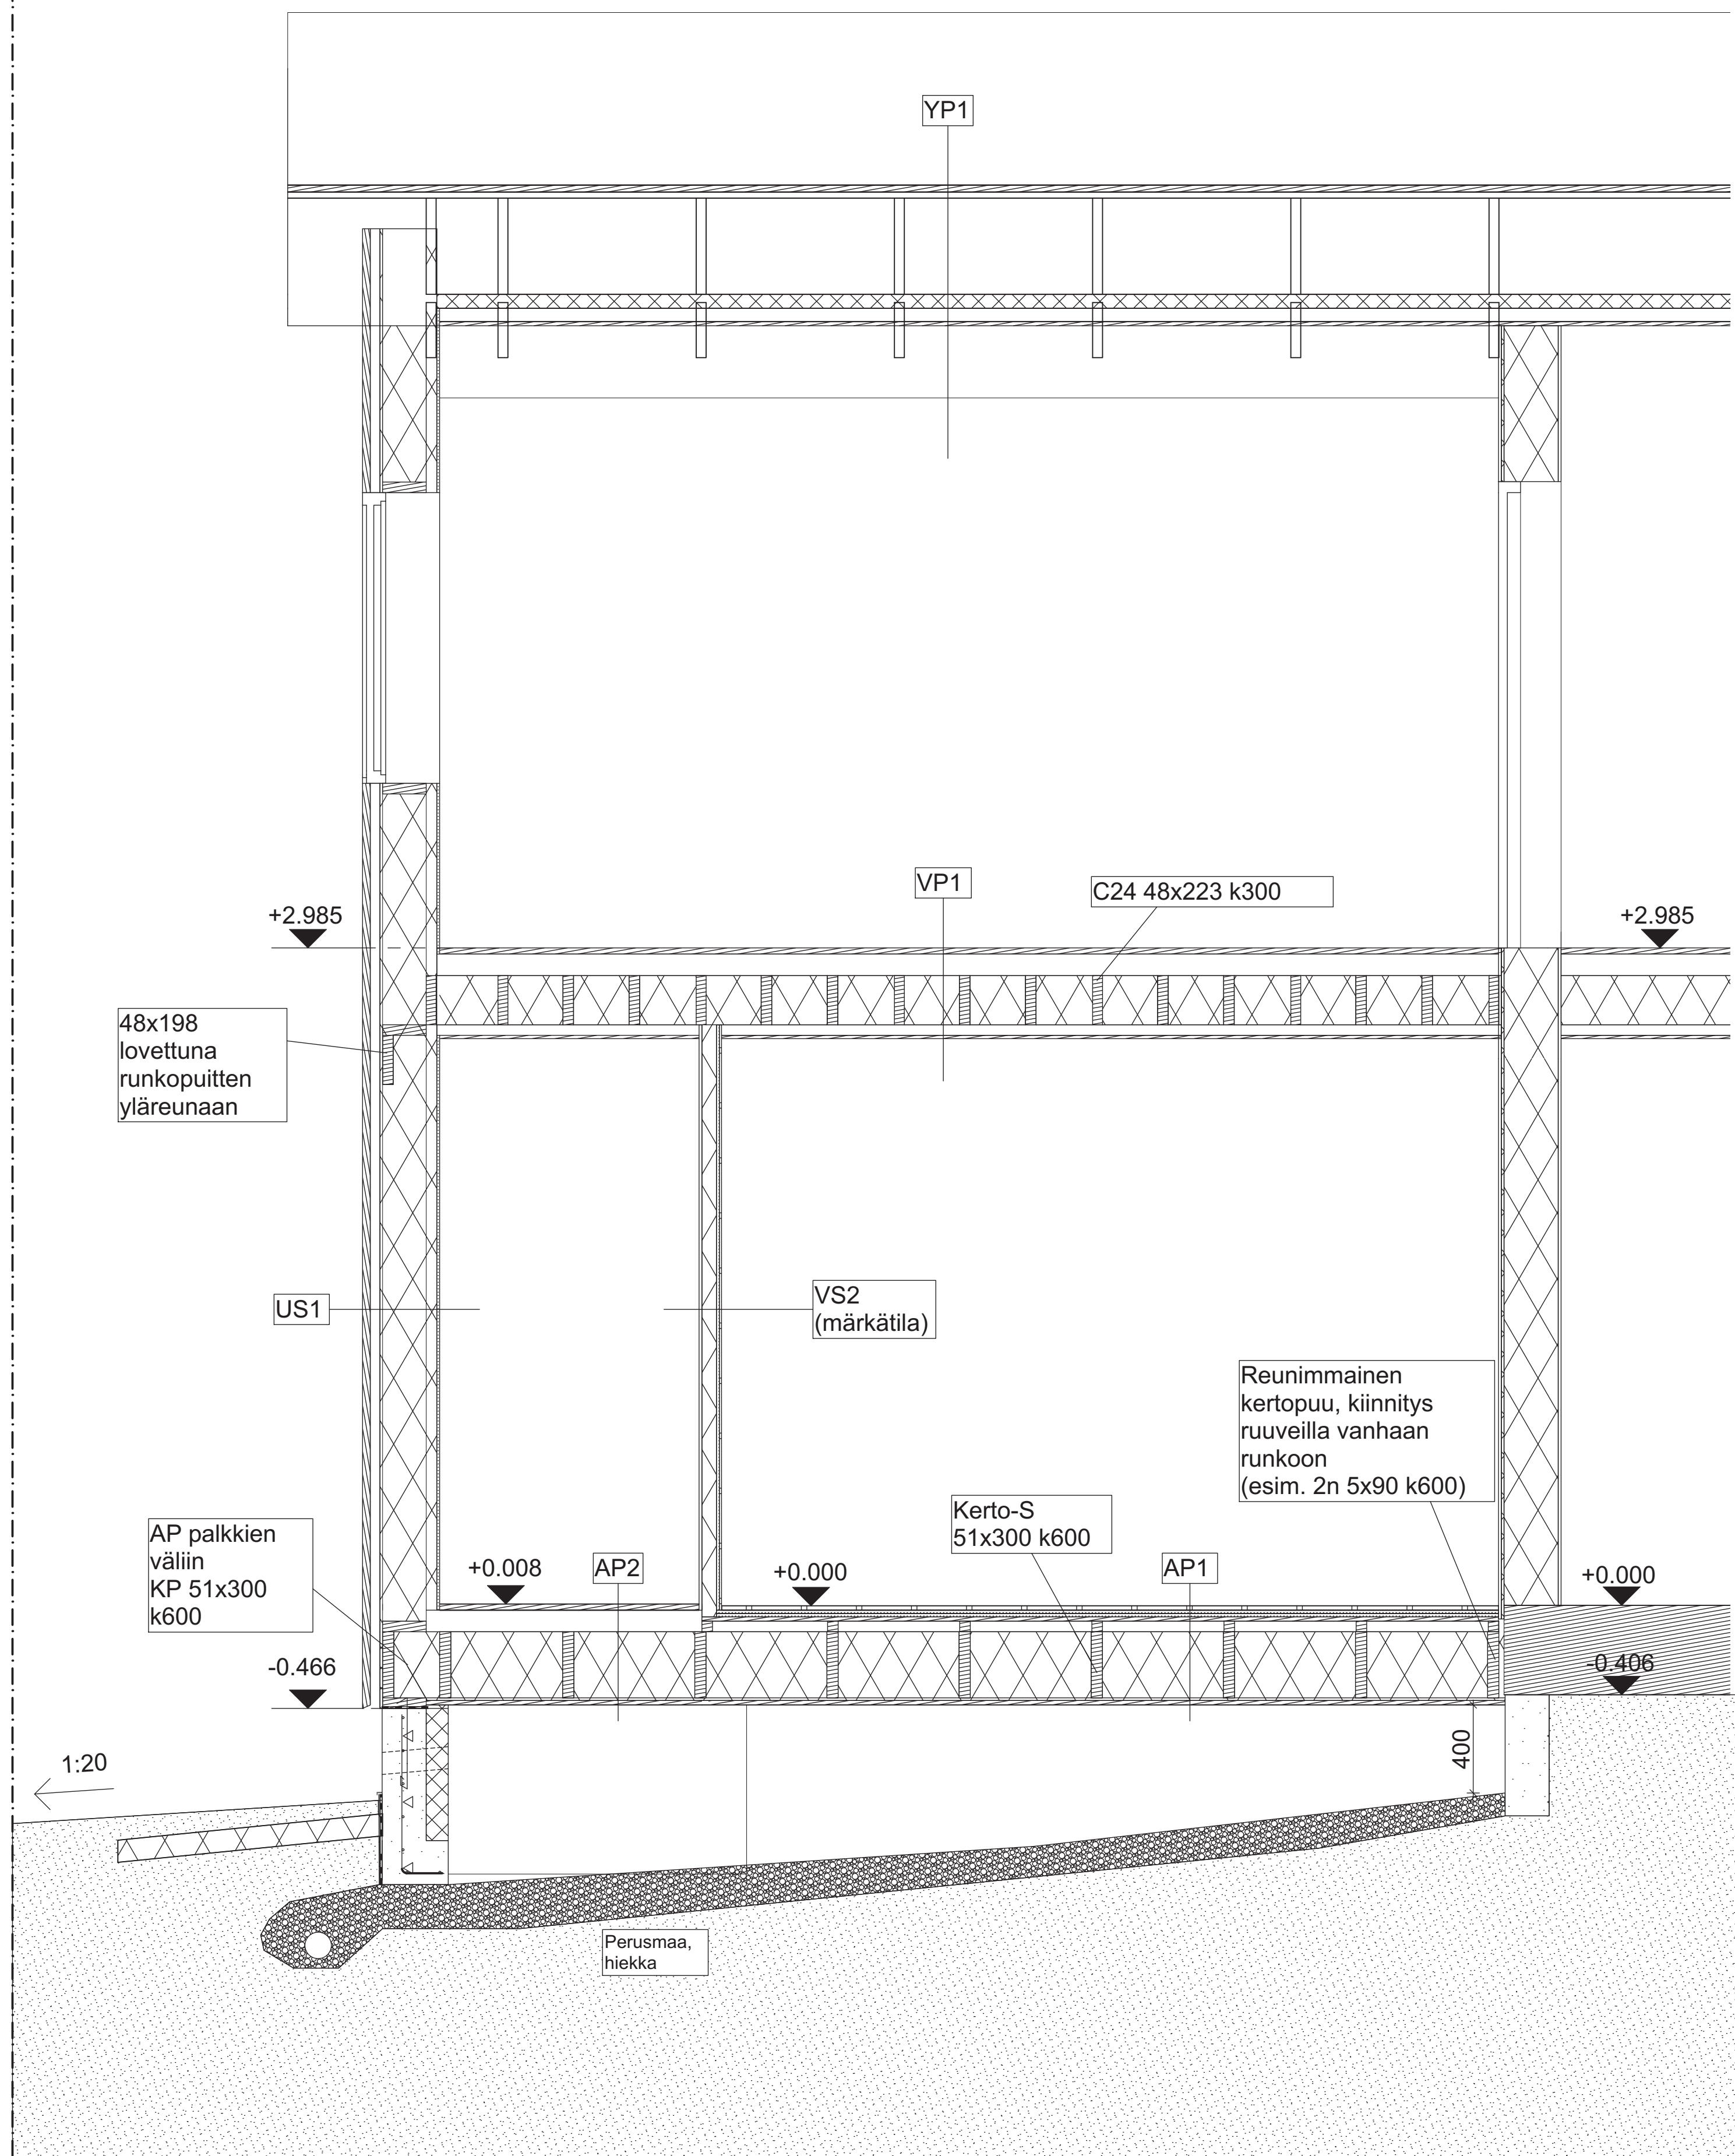 YP1
VP1
C24 48x223 k300
+2.985
+2.985
48x198
lovettuna
runkopuitten
yläreunaan
US1
VS2
(märkätila)
Reunimmainen
kertopuu, kiinnitys
ruuveilla vanhaan
runkoon
(esim. 2n 5x90 k600)
Kerto-S
51x300 k600
AP palkkien
väliin
KP 51x300
k600
+0.008
AP2
+0.000
AP1
+0.000
-0.466
-0.406
400
1:20
Perusmaa,
hiekka